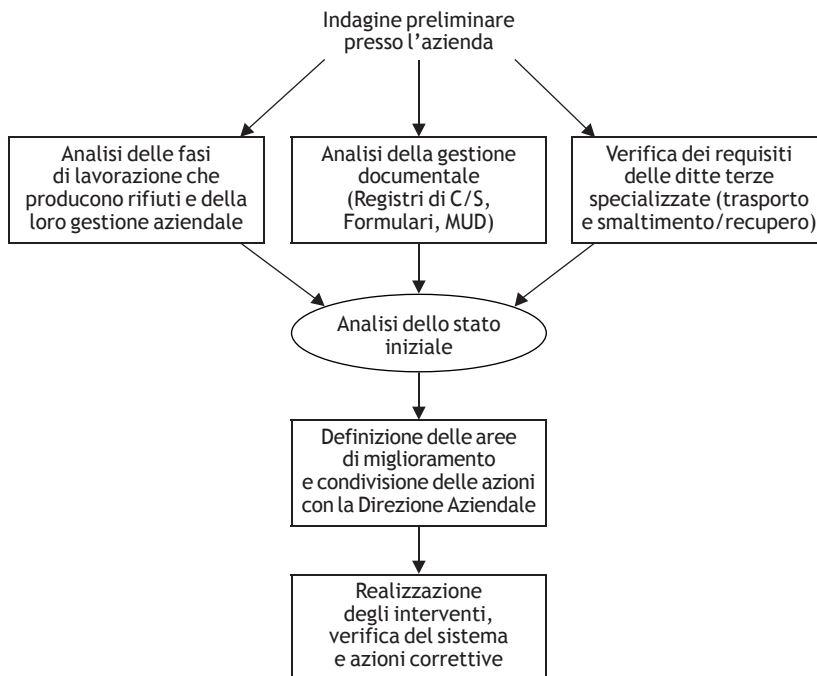 Indagine preliminare
presso l’azienda
Analisi delle fasi
di lavorazione che
producono rifiuti e della
loro gestione aziendale
Analisi della gestione
documentale
(Registri di C/S,
Formulari, MUD)
Verifica dei requisiti
delle ditte terze
specializzate (trasporto
e smaltimento/recupero)
Analisi dello stato
iniziale
Definizione delle aree
di miglioramento
e condivisione delle azioni
con la Direzione Aziendale
Realizzazione
degli interventi,
verifica del sistema
e azioni correttive